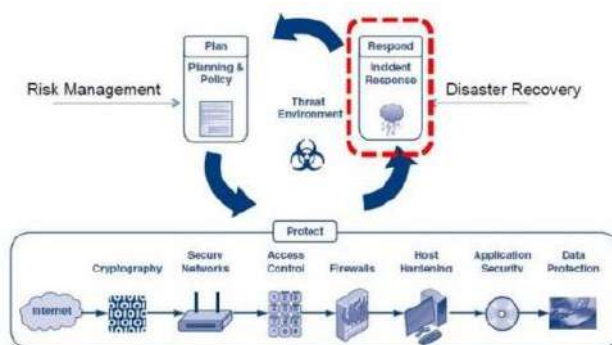 Plan
Respond
Planning &
Policy
Incident
Response
Risk Management
Disaster Recovery
Threat
Environment
Protect
Cryptography
Secure
Networks
Access
Control
Firewalls
Host
Hardening
Application
Security
Data
Protection
Internet